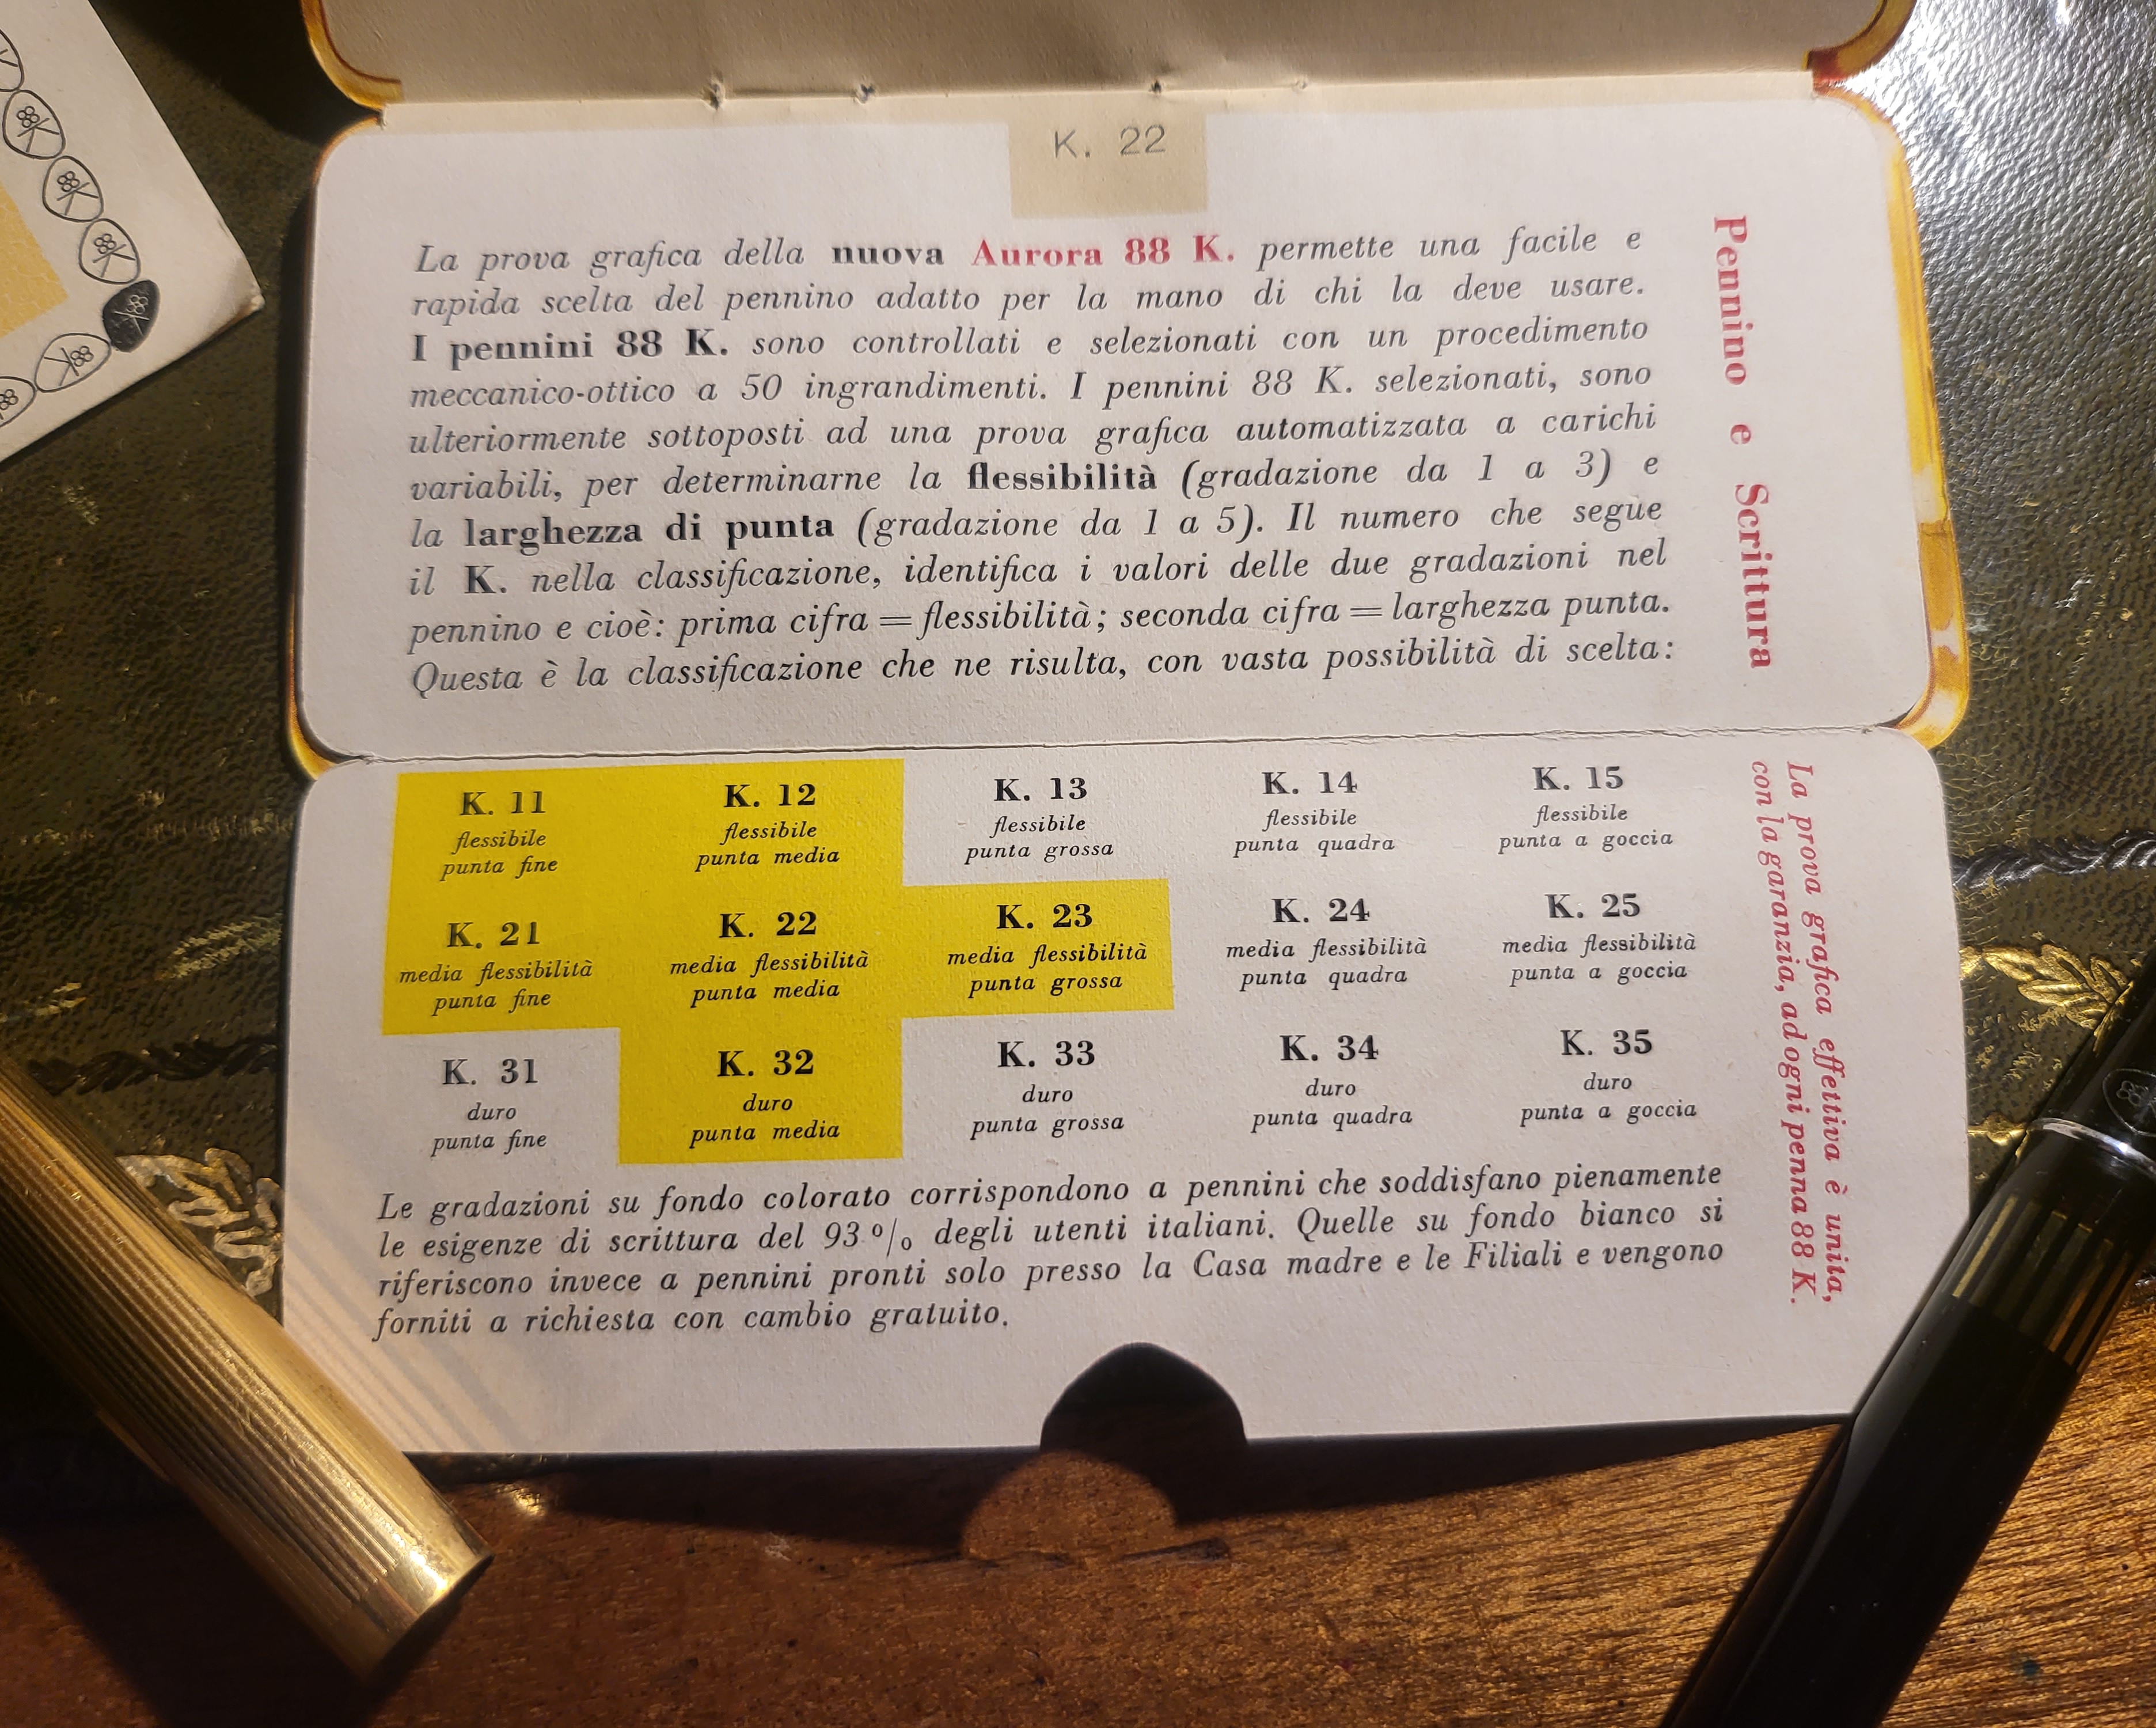 K. 22
La prova grafica della nuova Aurora 88 K. permette una facile e
rapida scelta del pennino adatto per la mano di chi la deve usare.
I pennini 88 K. sono controllati e selezionati con un procedimento
meccanico-ottico a 50 ingrandimenti. I pennini 88 K. selezionati, sono
ulteriormente sottoposti ad una prova grafica automatizzata a carichi
variabili, per determinarne la flessibilità (gradazione da 1 a 3) e
la larghezza di punta (gradazione da 1 a 5). Il numero che segue
il K. nella classificazione, identifica i valori delle due gradazioni nel
pennino e cioè: prima cifra = flessibilità; seconda cifra = larghezza punta.
Questa è la classificazione che ne risulta, con vasta possibilità di scelta:
Pennino e Scrittura
K. 11
flessibile
punta fine
K. 12
flessibile
punta media
K. 13
flessibile
punta grossa
K. 14
flessibile
punta quadra
K. 15
flessibile
punta a goccia
K. 21
media flessibilità
punta fine
K. 22
media flessibilità
punta media
K. 23
media flessibilità
punta grossa
K. 24
media flessibilità
punta quadra
K. 25
media flessibilità
punta a goccia
K. 31
duro
punta fine
K. 32
duro
punta media
K. 33
duro
punta grossa
K. 34
duro
punta quadra
K. 35
duro
punta a goccia
Le gradazioni su fondo colorato corrispondono a pennini che soddisfano pienamente
le esigenze di scrittura del 93 % degli utenti italiani. Quelle su fondo bianco si
riferiscono invece a pennini pronti solo presso la Casa madre e le Filiali e vengono
forniti a richiesta con cambio gratuito.
La prova grafica effettiva è unita,
con la garanzia, ad ogni penna 88 K.
88K
88K
88K
88K
88K
88